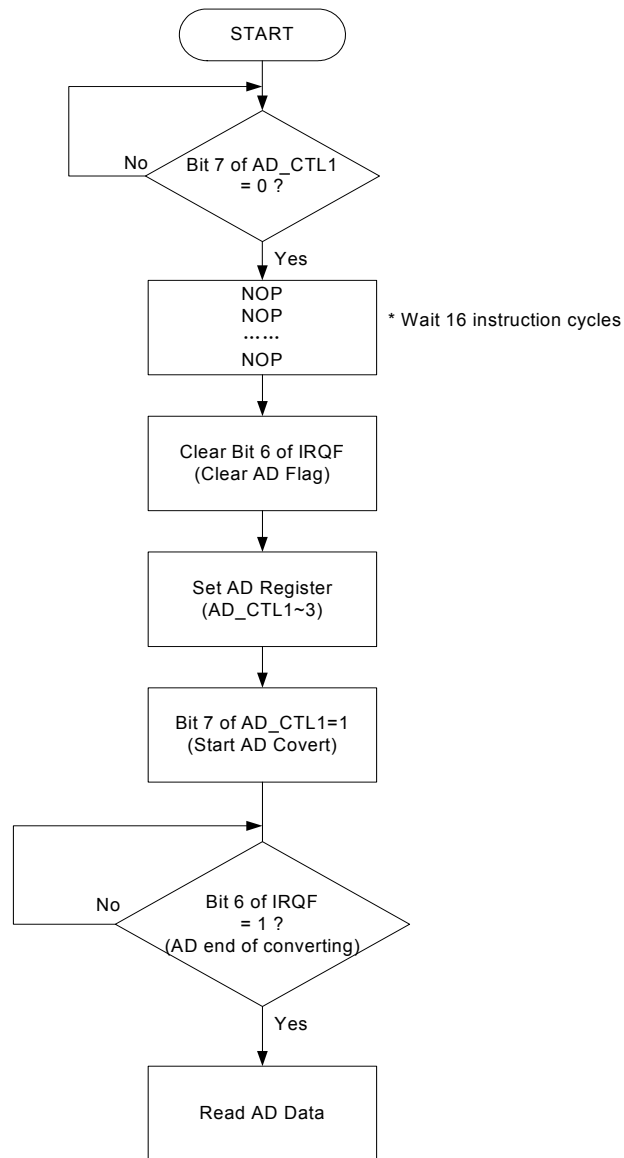 START
No
Bit 7 of AD_CTL1
= 0 ?
Yes
NOP
NOP
......
NOP
* Wait 16 instruction cycles
Clear Bit 6 of IRQF
(Clear AD Flag)
Set AD Register
(AD_CTL1~3)
Bit 7 of AD_CTL1=1
(Start AD Covert)
No
Bit 6 of IRQF
= 1 ?
(AD end of converting)
Yes
Read AD Data